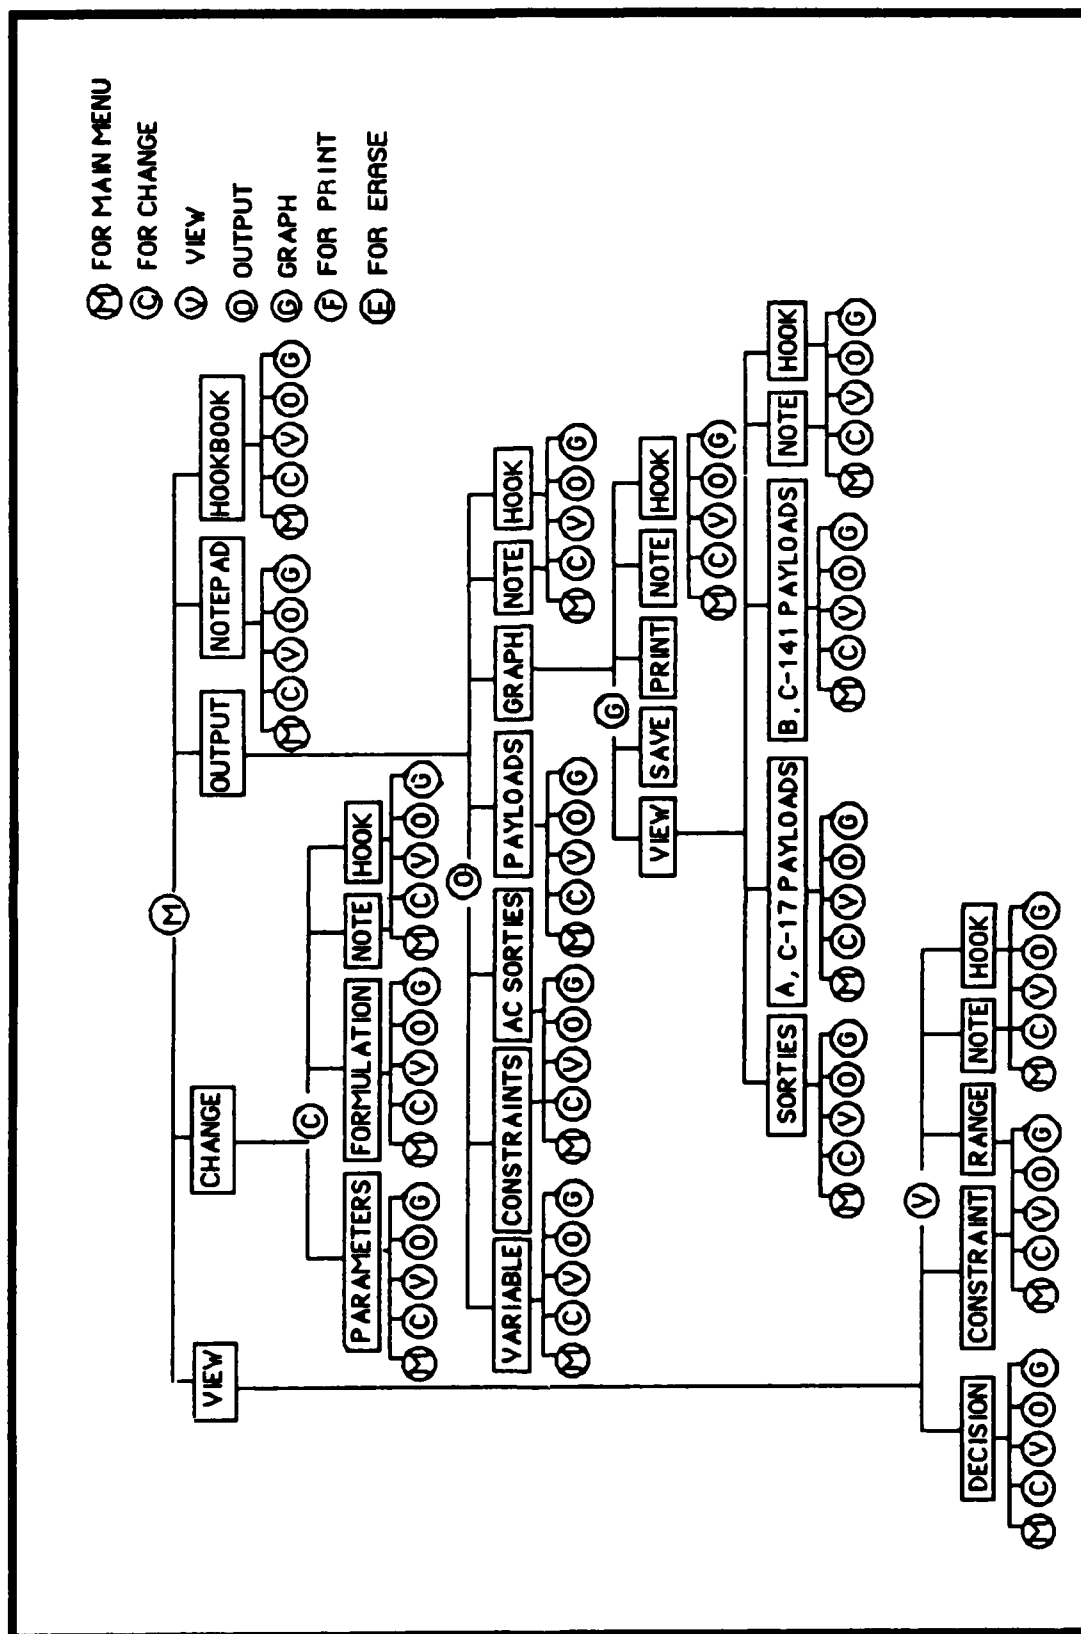 Ⓜ FOR MAIN MENU
Ⓒ FOR CHANGE
Ⓥ VIEW
Ⓞ OUTPUT
Ⓖ GRAPH
Ⓕ FOR PRINT
Ⓔ FOR ERASE
M
VIEW CHANGE OUTPUT NOTEPAD HOOKBOOK
M C V O G M C V O G
C
PARAMETERS FORMULATION NOTE HOOK
M C V O G M C V O G M C V O G
O
VARIABLE CONSTRAINTS AC SORTIES PAYLOADS GRAPH NOTE HOOK
M C V O G M C V O G M C V O G M C V O G
G
VIEW SAVE PRINT NOTE HOOK
M C V O G
SORTIES A, C-17 PAYLOADS B, C-141 PAYLOADS NOTE HOOK
M C V O G M C V O G M C V O G M C V O G
V
DECISION CONSTRAINT RANGE NOTE HOOK
M C V O G M C V O G M C V O G